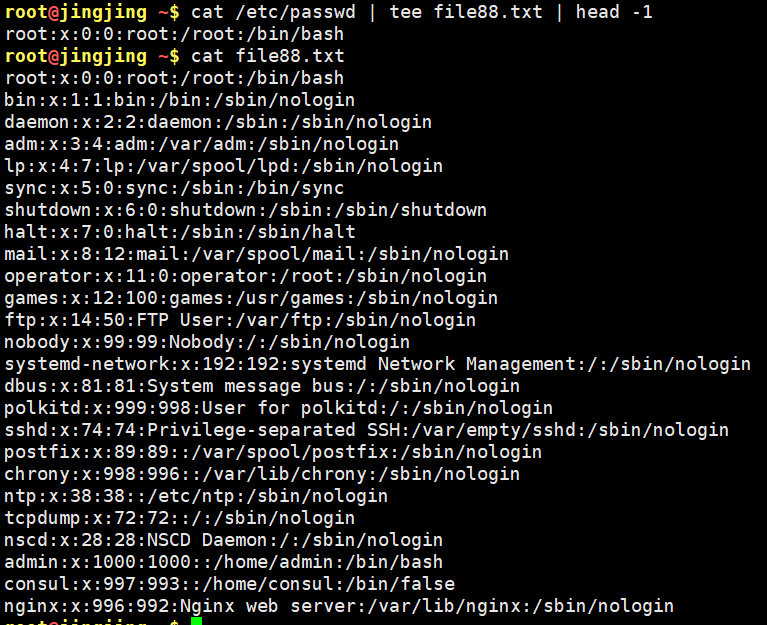 root@jingjing ~$ cat /etc/passwd | tee file88.txt | head -1
root:x:0:0:root:/root:/bin/bash
root@jingjing ~$ cat file88.txt
root:x:0:0:root:/root:/bin/bash
bin:x:1:1:bin:/bin:/sbin/nologin
daemon:x:2:2:daemon:/sbin:/sbin/nologin
adm:x:3:4:adm:/var/adm:/sbin/nologin
lp:x:4:7:lp:/var/spool/lpd:/sbin/nologin
sync:x:5:0:sync:/sbin:/bin/sync
shutdown:x:6:0:shutdown:/sbin:/sbin/shutdown
halt:x:7:0:halt:/sbin:/sbin/halt
mail:x:8:12:mail:/var/spool/mail:/sbin/nologin
operator:x:11:0:operator:/root:/sbin/nologin
games:x:12:100:games:/usr/games:/sbin/nologin
ftp:x:14:50:FTP User:/var/ftp:/sbin/nologin
nobody:x:99:99:Nobody:/:/sbin/nologin
systemd-network:x:192:192:systemd Network Management:/:/sbin/nologin
dbus:x:81:81:System message bus:/:/sbin/nologin
polkitd:x:999:998:User for polkitd:/:/sbin/nologin
sshd:x:74:74:Privilege-separated SSH:/var/empty/sshd:/sbin/nologin
postfix:x:89:89::/var/spool/postfix:/sbin/nologin
chrony:x:998:996::/var/lib/chrony:/sbin/nologin
ntp:x:38:38::/etc/ntp:/sbin/nologin
tcpdump:x:72:72::/:/sbin/nologin
nscd:x:28:28:NSCD Daemon:/:/sbin/nologin
admin:x:1000:1000::/home/admin:/bin/bash
consul:x:997:993::/home/consul:/bin/false
nginx:x:996:992:Nginx web server:/var/lib/nginx:/sbin/nologin
root@jingjing ~$